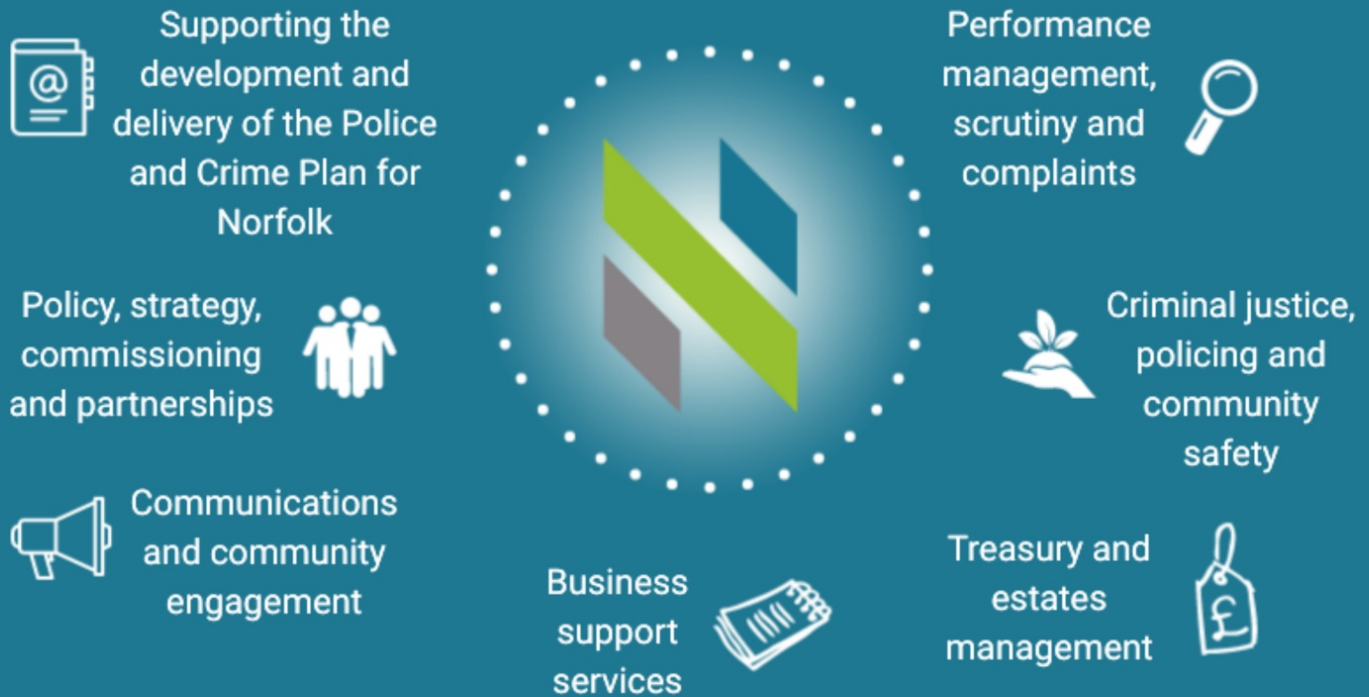 Supporting the
development and
delivery of the Police
and Crime Plan for
Norfolk
Policy, strategy,
commissioning
and partnerships
Communications
and community
engagement
Business
support
services
Performance
management,
scrutiny and
complaints
Criminal justice,
policing and
community
safety
Treasury and
estates
management
£
@